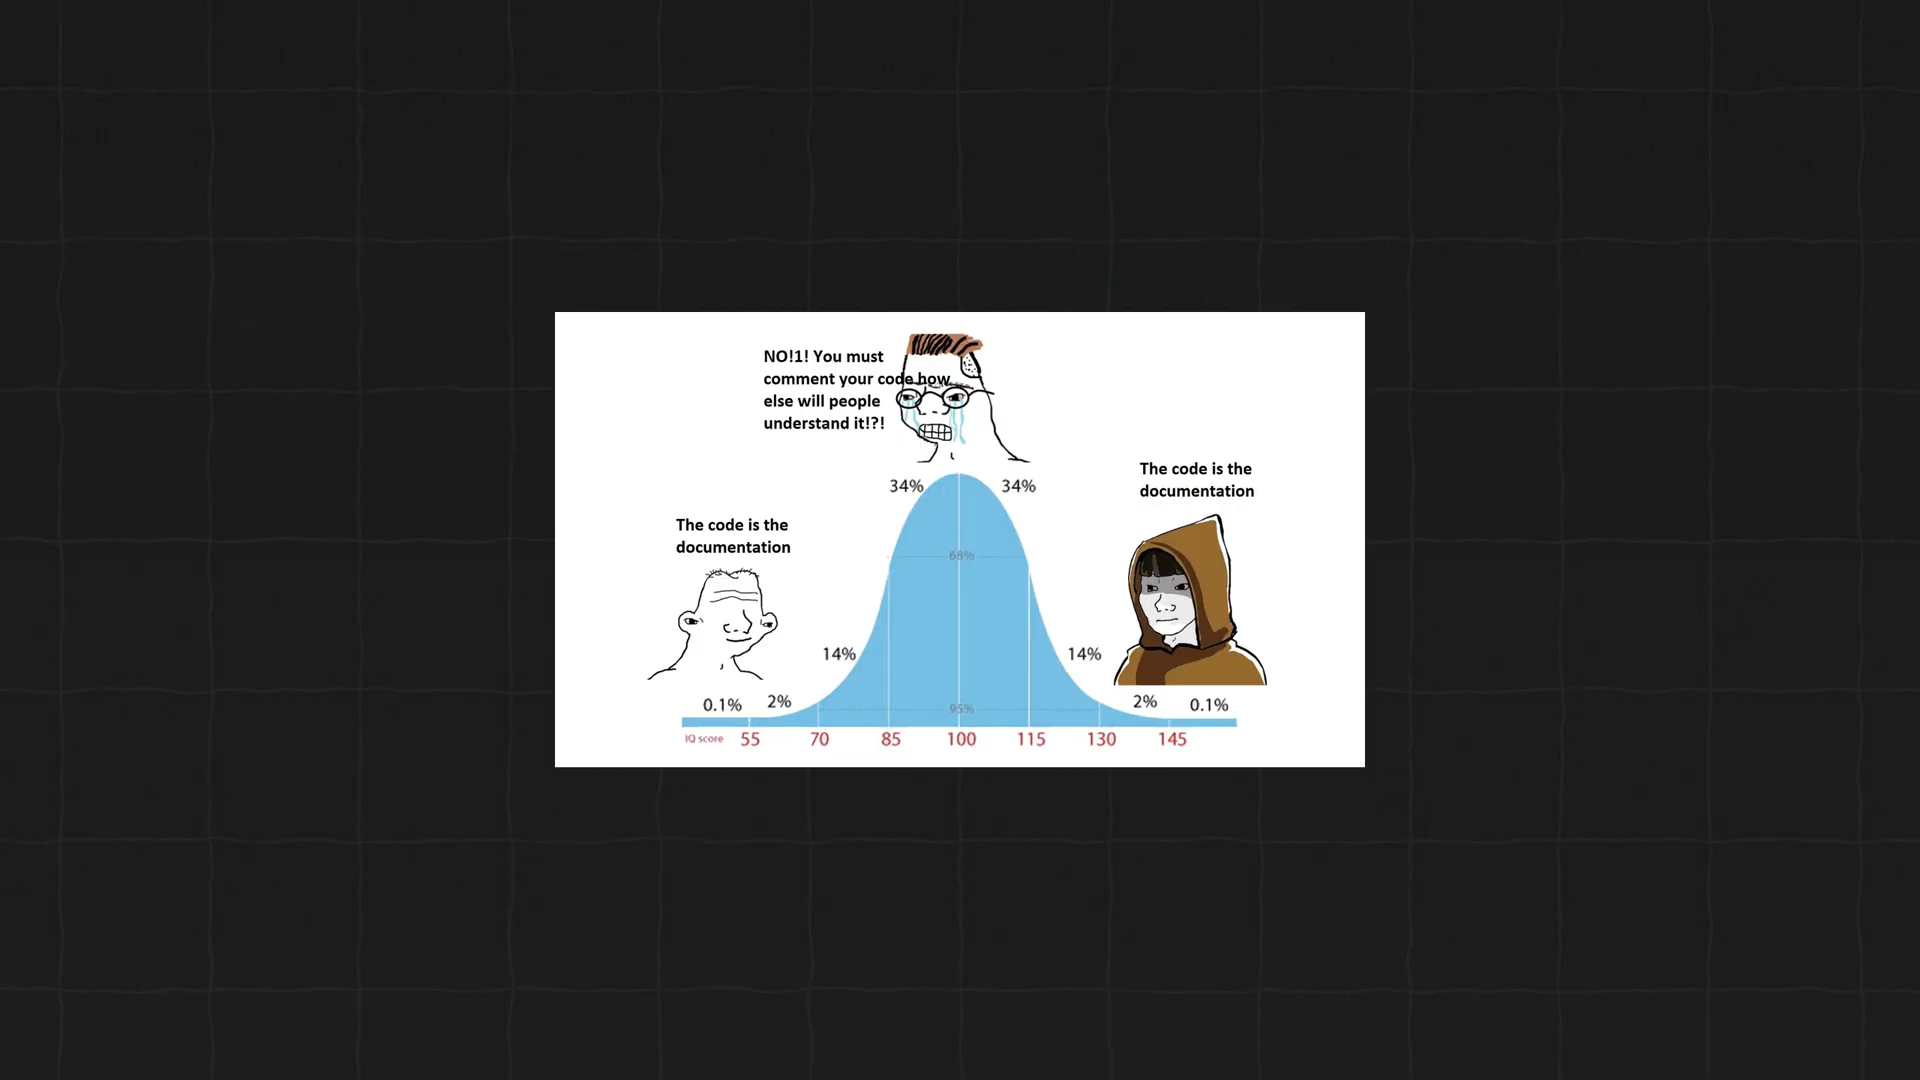 NO!1! You must
comment your code how
else will people
understand it!?!
The code is the
documentation
The code is the
documentation
34%
34%
68%
14%
14%
0.1%
2%
95%
2%
0.1%
IQ score
55
70
85
100
115
130
145